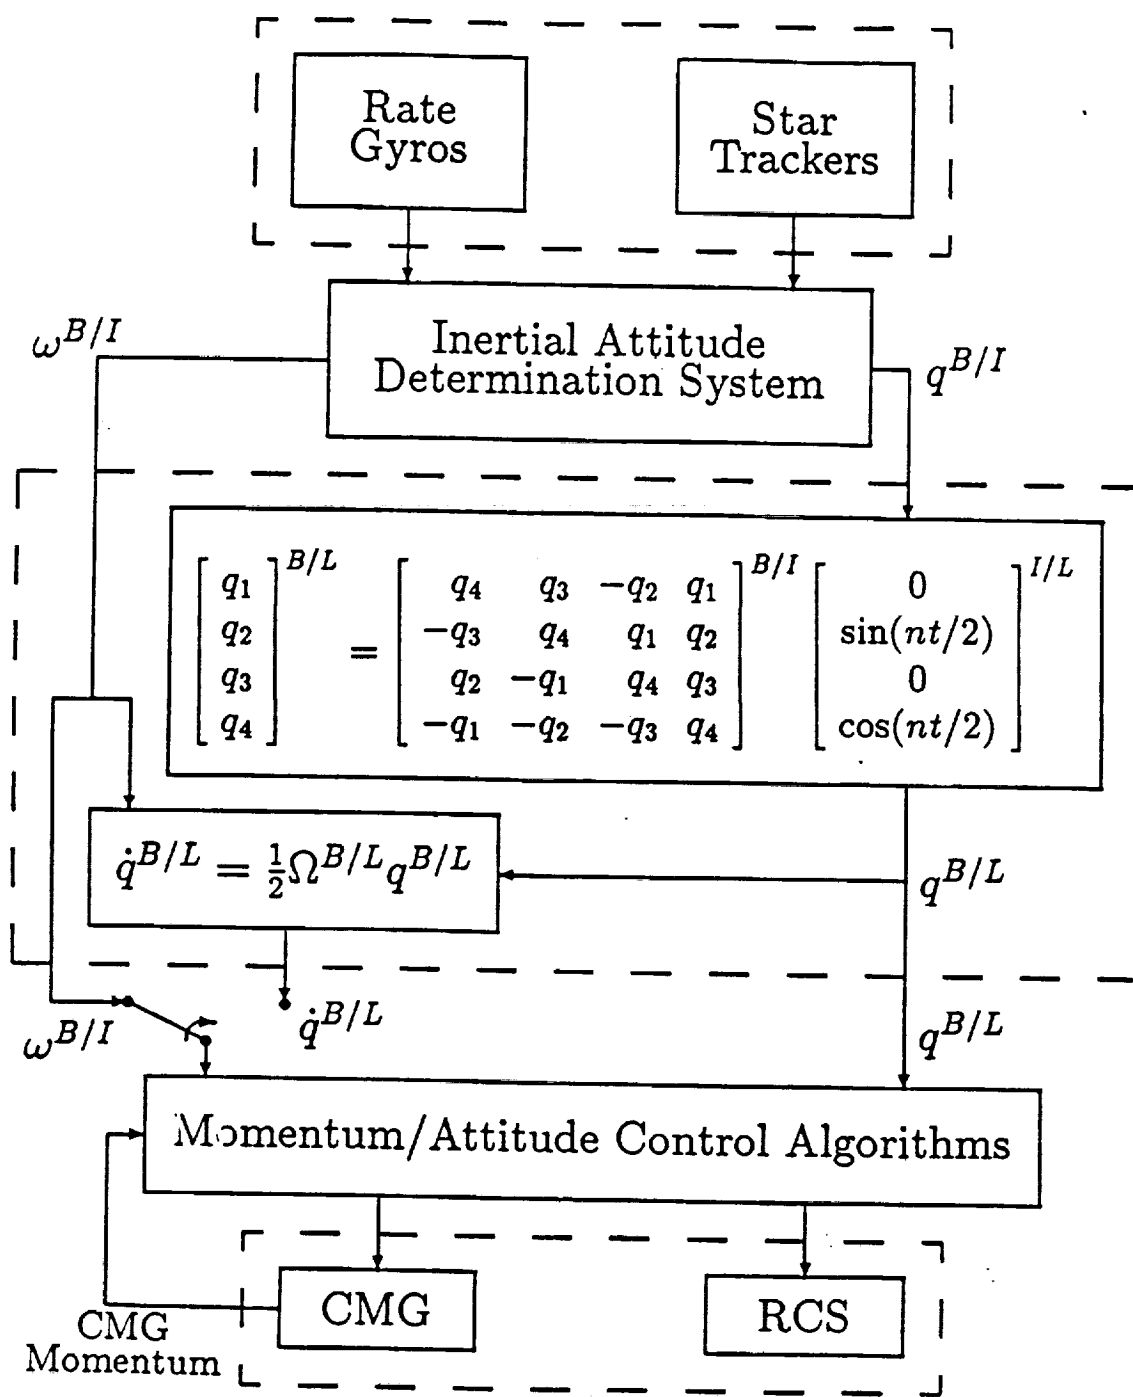 Rate
Gyros
Star
Trackers
ω^{B/I}
Inertial Attitude
Determination System
q^{B/I}
[q₁ q₂ q₃ q₄]^{B/L} = [q₄ q₃ −q₂ q₁; −q₃ q₄ q₁ q₂; q₂ −q₁ q₄ q₃; −q₁ −q₂ −q₃ q₄]^{B/I} [0 sin(nt/2) 0 cos(nt/2)]^{I/L}
q̇^{B/L} = ½Ω^{B/L}q^{B/L}
q^{B/L}
ω^{B/I}
q̇^{B/L}
q^{B/L}
Momentum/Attitude Control Algorithms
CMG
RCS
CMG
Momentum